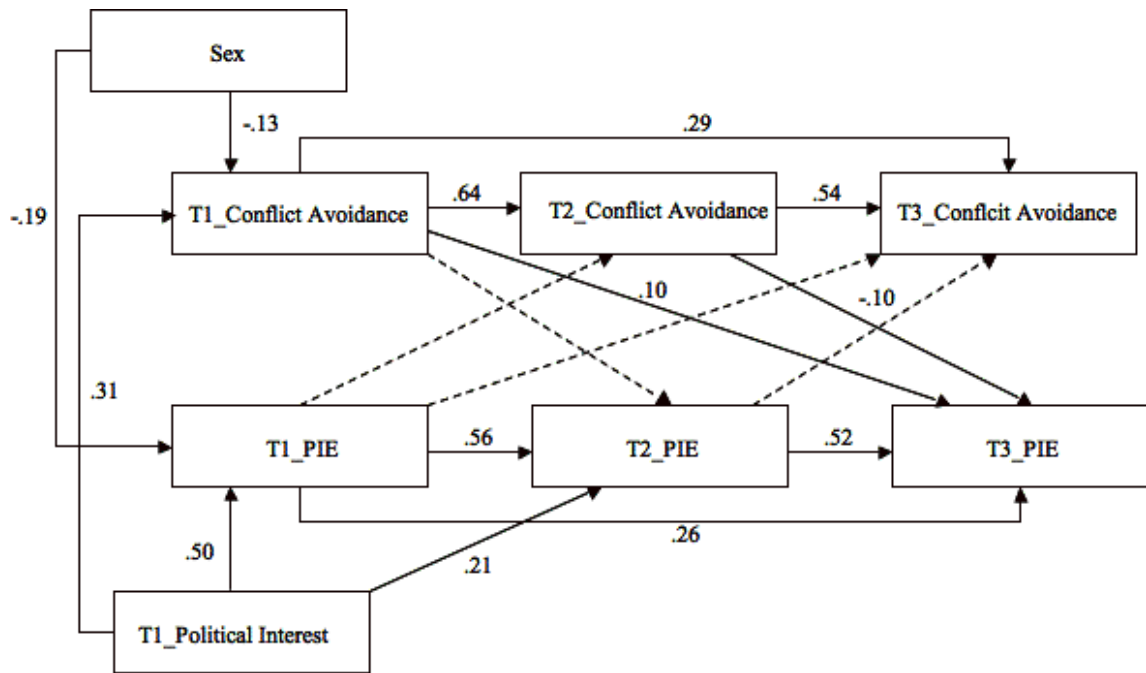 Sex
-.13
.29
-.19
T1_Conflict Avoidance
.64
T2_Conflict Avoidance
.54
T3_Conflcit Avoidance
.10
-.10
.31
T1_PIE
.56
T2_PIE
.52
T3_PIE
.50
.21
.26
T1_Political Interest